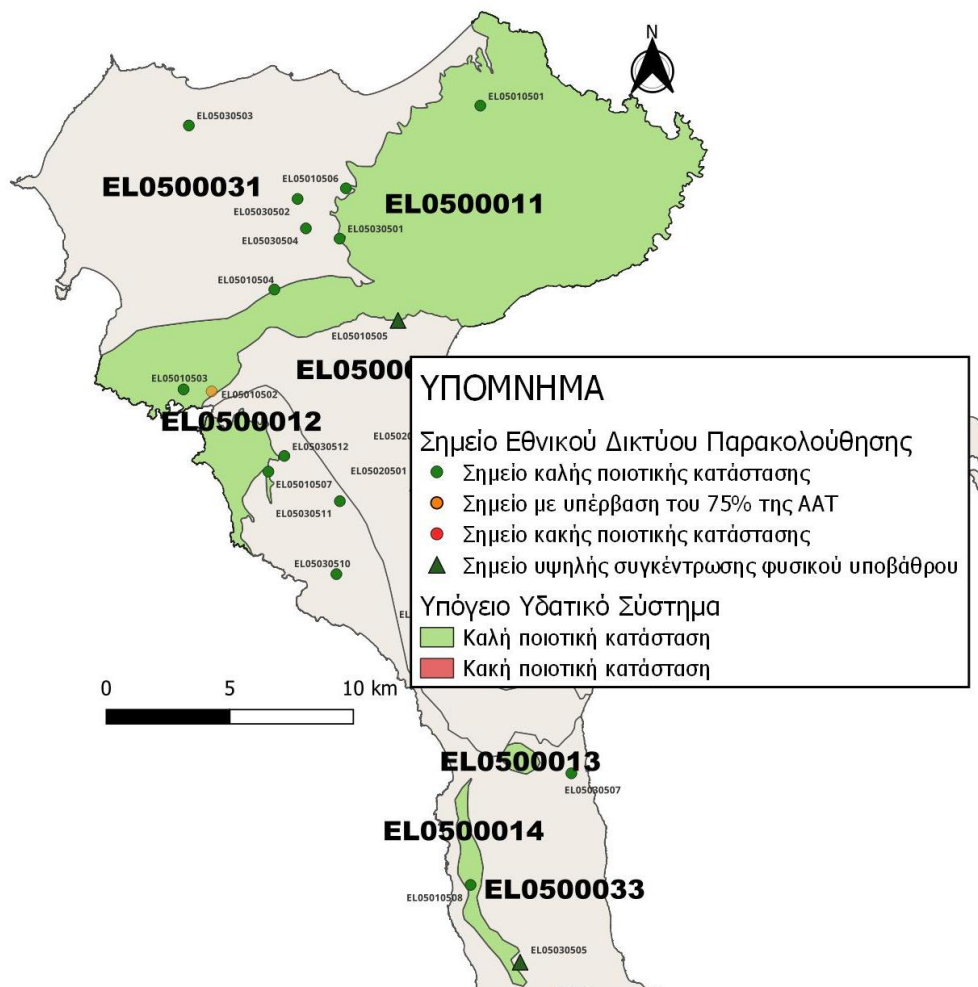 N
EL05010501
EL05030503
EL0500031
EL05010506
EL0500011
EL05030502
EL05030504
EL05030501
EL05010504
EL05010505
EL05000
EL05010503
EL05010502
EL0500012
EL05030512
EL05020
EL05020501
EL05010507
EL05030511
EL05030510
ΥΠΟΜΝΗΜΑ
Σημείο Εθνικού Δικτύου Παρακολούθησης
Σημείο καλής ποιοτικής κατάστασης
Σημείο με υπέρβαση του 75% της ΑΑΤ
Σημείο κακής ποιοτικής κατάστασης
Σημείο υψηλής συγκέντρωσης φυσικού υποβάθρου
Υπόγειο Υδατικό Σύστημα
Καλή ποιοτική κατάσταση
Κακή ποιοτική κατάσταση
0 5 10 km
EL0500013
EL05030507
EL0500014
EL0500033
EL05010508
EL05030505